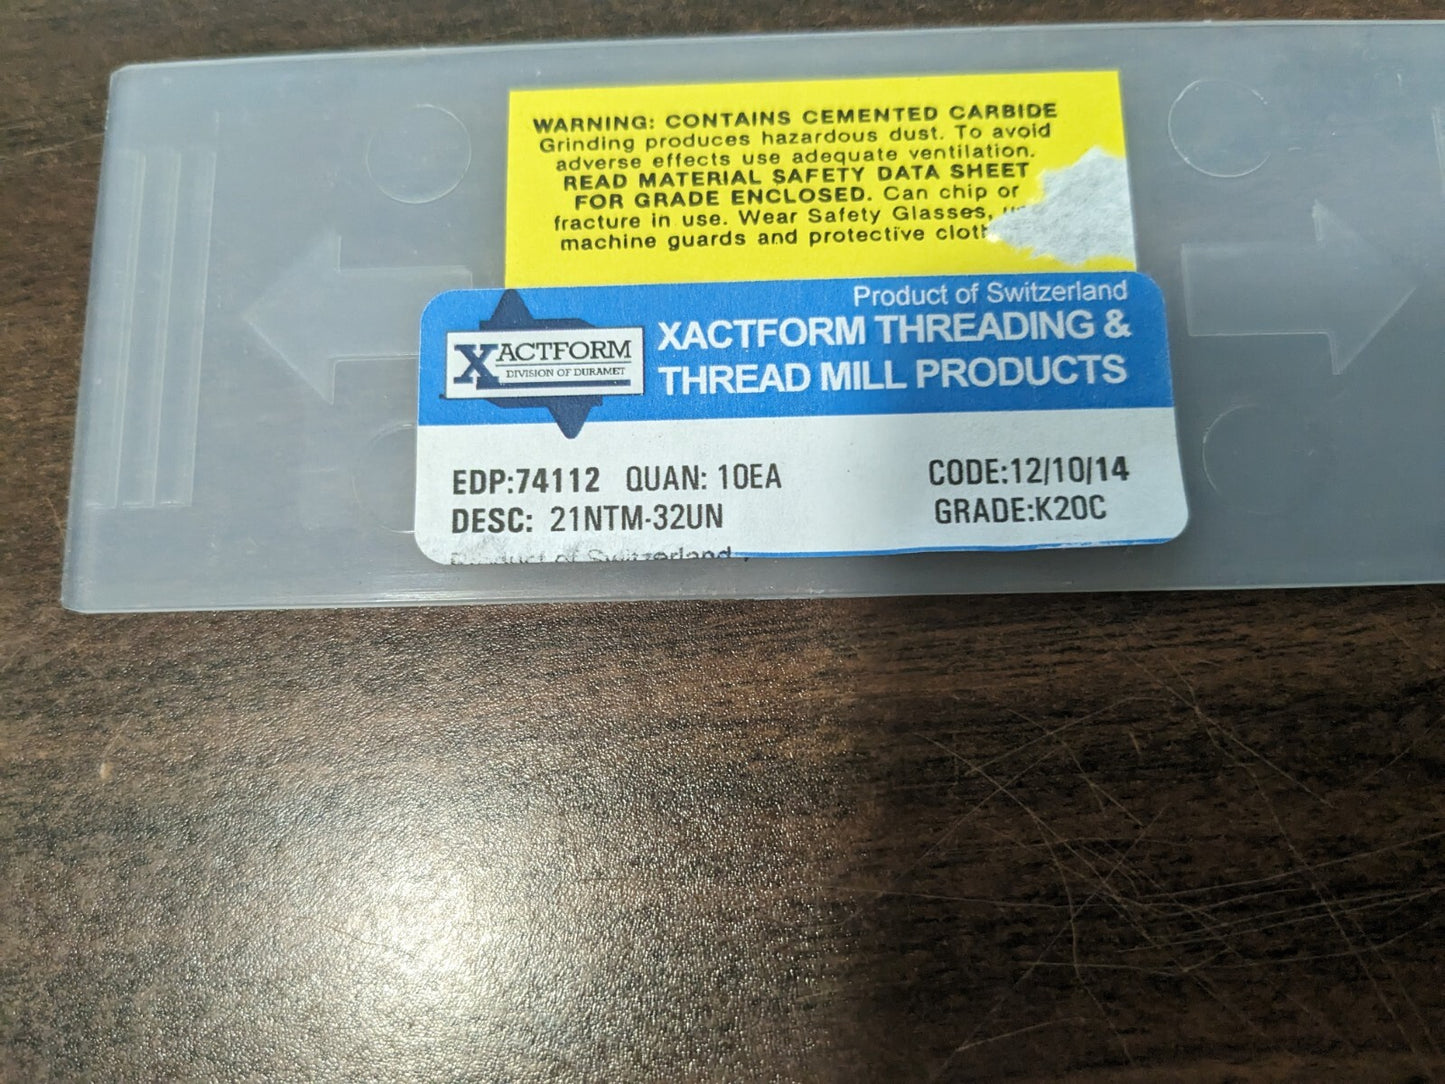 WARNING: CONTAINS CEMENTED CARBIDE
Grinding produces hazardous dust. To avoid
adverse effects use adequate ventilation.
READ MATERIAL SAFETY DATA SHEET
FOR GRADE ENCLOSED. Can chip or
fracture in use. Wear Safety Glasses,
machine guards and protective
Product of Switzerland
XACTFORM THREADING &
THREAD MILL PRODUCTS
XACTFORM
DIVISION OF DURAMET
EDP:74112 QUAN: 10EA CODE:12/10/14
DESC: 21NTM-32UN GRADE:K20C
Product of Switzerland